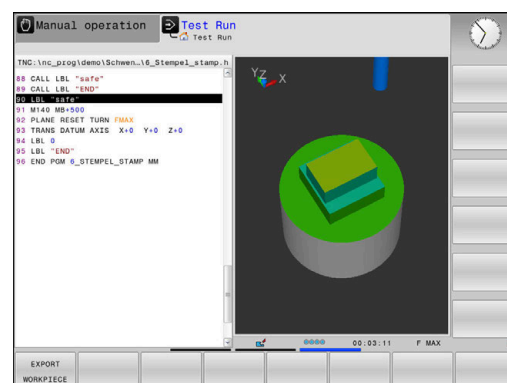 Manual operation
Test Run
Test Run
TNC:\nc_prog\demo\Schwen…\6_Stempel_stamp.h
88 CALL LBL "safe"
89 CALL LBL "END"
90 LBL "safe"
91 M140 MB+500
92 PLANE RESET TURN FMAX
93 TRANS DATUM AXIS X+0 Y+0 Z+0
94 LBL 0
95 LBL "END"
96 END PGM 6_STEMPEL_STAMP MM
Y Z X
00:03:11 F MAX
EXPORT
WORKPIECE